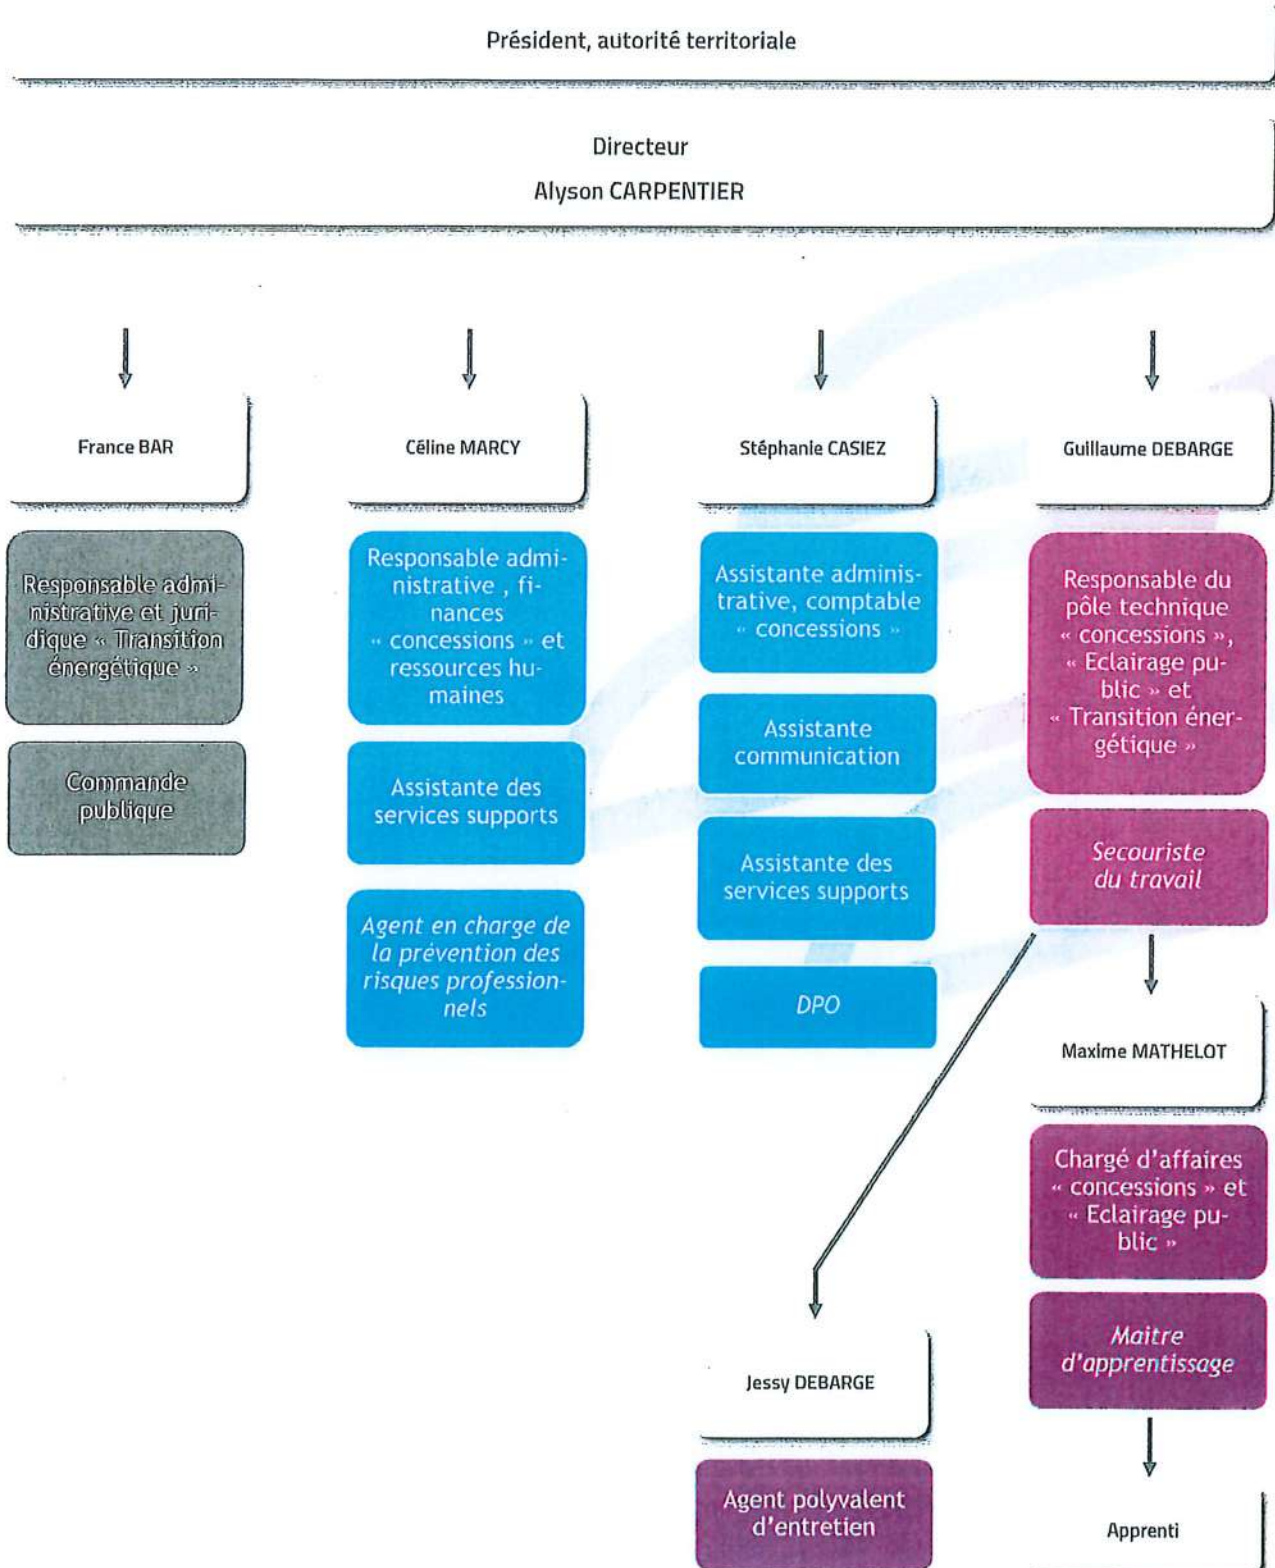 Président, autorité territoriale
Directeur
Alyson CARPENTIER
France BAR
Responsable admi-
nistrative et juri-
dique « Transition
énergétique »
Commande
publique
Céline MARCY
Responsable admi-
nistrative , fi-
nances
« concessions » et
ressources hu-
maines
Assistante des
services supports
Agent en charge de
la prévention des
risques profession-
nels
Stéphanie CASIEZ
Assistante adminis-
trative, comptable
« concessions »
Assistante
communication
Assistante des
services supports
DPO
Guillaume DEBARGE
Responsable du
pôle technique
« concessions »,
« Eclairage pu-
blic » et
« Transition éner-
gétique »
Secouriste
du travail
Maxime MATHELOT
Chargé d'affaires
« concessions » et
« Eclairage pu-
blic »
Maitre
d'apprentissage
Jessy DEBARGE
Agent polyvalent
d'entretien
Apprenti